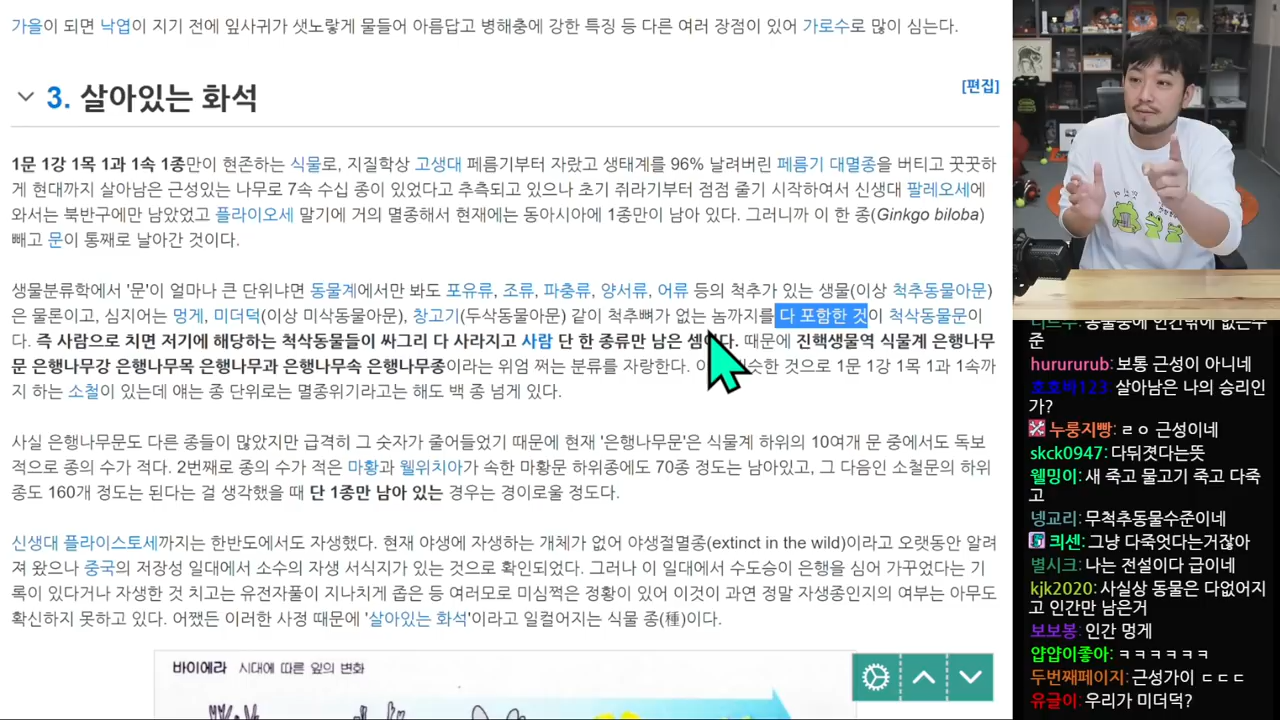 가을이 되면 낙엽이 지기 전에 잎사귀가 샛노랗게 물들어 아름답고 병해충에 강한 특징 등 다른 여러 장점이 있어 가로수로 많이 심는다.
3. 살아있는 화석
[편집]
1문 1강 1목 1과 1속 1종만이 현존하는 식물로, 지질학상 고생대 페름기부터 자랐고 생태계를 96% 날려버린 페름기 대멸종을 버티고 꿋꿋하
게 현대까지 살아남은 근성있는 나무로 7속 수십 종이 있었다고 추측되고 있으나 초기 쥐라기부터 점점 줄기 시작하여서 신생대 팔레오세에
와서는 북반구에만 남았었고 플라이오세 말기에 거의 멸종해서 현재에는 동아시아에 1종만이 남아 있다. 그러니까 이 한 종(Ginkgo biloba)
빼고 문이 통째로 날아간 것이다.
생물분류학에서 '문'이 얼마나 큰 단위냐면 동물계에서만 봐도 포유류, 조류, 파충류, 양서류, 어류 등의 척추가 있는 생물(이상 척추동물아문)
은 물론이고, 심지어는 멍게, 미더덕(이상 미삭동물아문), 창고기(두삭동물아문) 같이 척추뼈가 없는 놈까지를 다 포함한 것이 척삭동물문이
다. 즉 사람으로 치면 저기에 해당하는 척삭동물들이 싸그리 다 사라지고 사람 단 한 종류만 남은 셈이다. 때문에 진핵생물역 식물계 은행나무
문 은행나무강 은행나무목 은행나무과 은행나무속 은행나무종이라는 위엄 쩌는 분류를 자랑한다. 이 슷한 것으로 1문 1강 1목 1과 1속까
지 하는 소철이 있는데 얘는 종 단위로는 멸종위기라고는 해도 백 종 넘게 있다.
사실 은행나무문도 다른 종들이 많았지만 급격히 그 숫자가 줄어들었기 때문에 현재 '은행나무문'은 식물계 하위의 10여개 문 중에서도 독보
적으로 종의 수가 적다. 2번째로 종의 수가 적은 마황과 웰위치아가 속한 마황문 하위종에도 70종 정도는 남아있고, 그 다음인 소철문의 하위
종도 160개 정도는 된다는 걸 생각했을 때 단 1종만 남아 있는 경우는 경이로울 정도다.
신생대 플라이스토세까지는 한반도에서도 자생했다. 현재 야생에 자생하는 개체가 없어 야생절멸종(extinct in the wild)이라고 오랫동안 알려
져 왔으나 중국의 저장성 일대에서 소수의 자생 서식지가 있는 것으로 확인되었다. 그러나 이 일대에서 수도승이 은행을 심어 가꾸었다는 기
록이 있다거나 자생한 것 치고는 유전자풀이 지나치게 좁은 등 여러모로 미심쩍은 정황이 있어 이것이 과연 정말 자생종인지의 여부는 아무도
확신하지 못하고 있다. 어쨌든 이러한 사정 때문에 '살아있는 화석'이라고 일컬어지는 식물 종(種)이다.
바이에라 시대에 따른 잎의 변화
준
hurururub: 보통 근성이 아니네
호호바123: 살아남은 나의 승리인
가?
누룽지빵: ㄹㅇ 근성이네
skck0947: 다뒤졋다는뜻
웰밍이: 새 죽고 물고기 죽고 다죽
고
넹교리: 무척추동물수준이네
킈센: 그냥 다죽엇다는거잖아
별시크: 나는 전설이다 급이네
kjk2020: 사실상 동물은 다없어지
고 인간만 남은거
보보봉: 인간 멍게
얍얍이좋아: ㅋㅋㅋㅋㅋㅋ
두번째페이지: 근성가이 ㄷㄷㄷ
유글이: 우리가 미더덕?